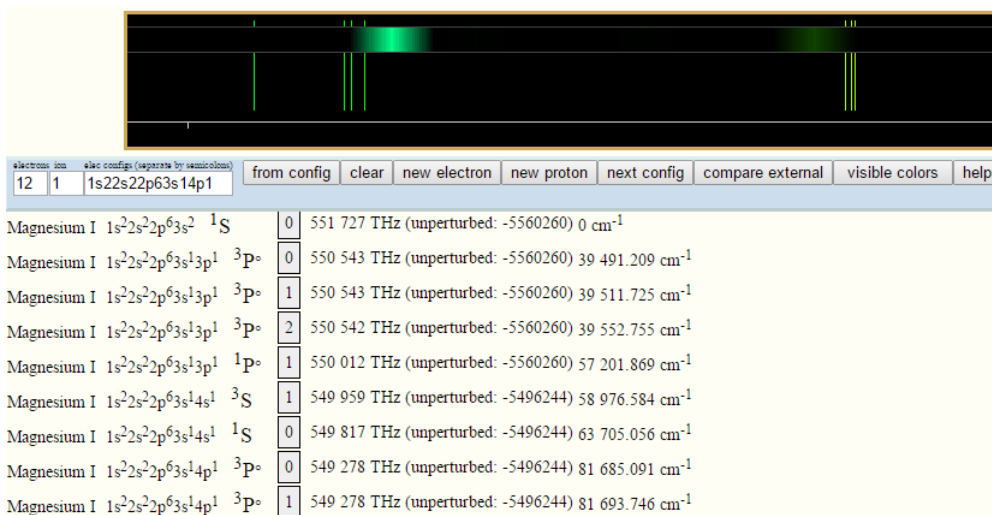 electrons ion elec configs (separate by semicolons)
12 1 1s22s22p63s14p1 from config clear new electron new proton next config compare external visible colors help
Magnesium I 1s²2s²2p⁶3s² ¹S 0 551 727 THz (unperturbed: -5560260) 0 cm⁻¹
Magnesium I 1s²2s²2p⁶3s¹3p¹ ³P° 0 550 543 THz (unperturbed: -5560260) 39 491.209 cm⁻¹
Magnesium I 1s²2s²2p⁶3s¹3p¹ ³P° 1 550 543 THz (unperturbed: -5560260) 39 511.725 cm⁻¹
Magnesium I 1s²2s²2p⁶3s¹3p¹ ³P° 2 550 542 THz (unperturbed: -5560260) 39 552.755 cm⁻¹
Magnesium I 1s²2s²2p⁶3s¹3p¹ ¹P° 1 550 012 THz (unperturbed: -5560260) 57 201.869 cm⁻¹
Magnesium I 1s²2s²2p⁶3s¹4s¹ ³S 1 549 959 THz (unperturbed: -5496244) 58 976.584 cm⁻¹
Magnesium I 1s²2s²2p⁶3s¹4s¹ ¹S 0 549 817 THz (unperturbed: -5496244) 63 705.056 cm⁻¹
Magnesium I 1s²2s²2p⁶3s¹4p¹ ³P° 0 549 278 THz (unperturbed: -5496244) 81 685.091 cm⁻¹
Magnesium I 1s²2s²2p⁶3s¹4p¹ ³P° 1 549 278 THz (unperturbed: -5496244) 81 693.746 cm⁻¹